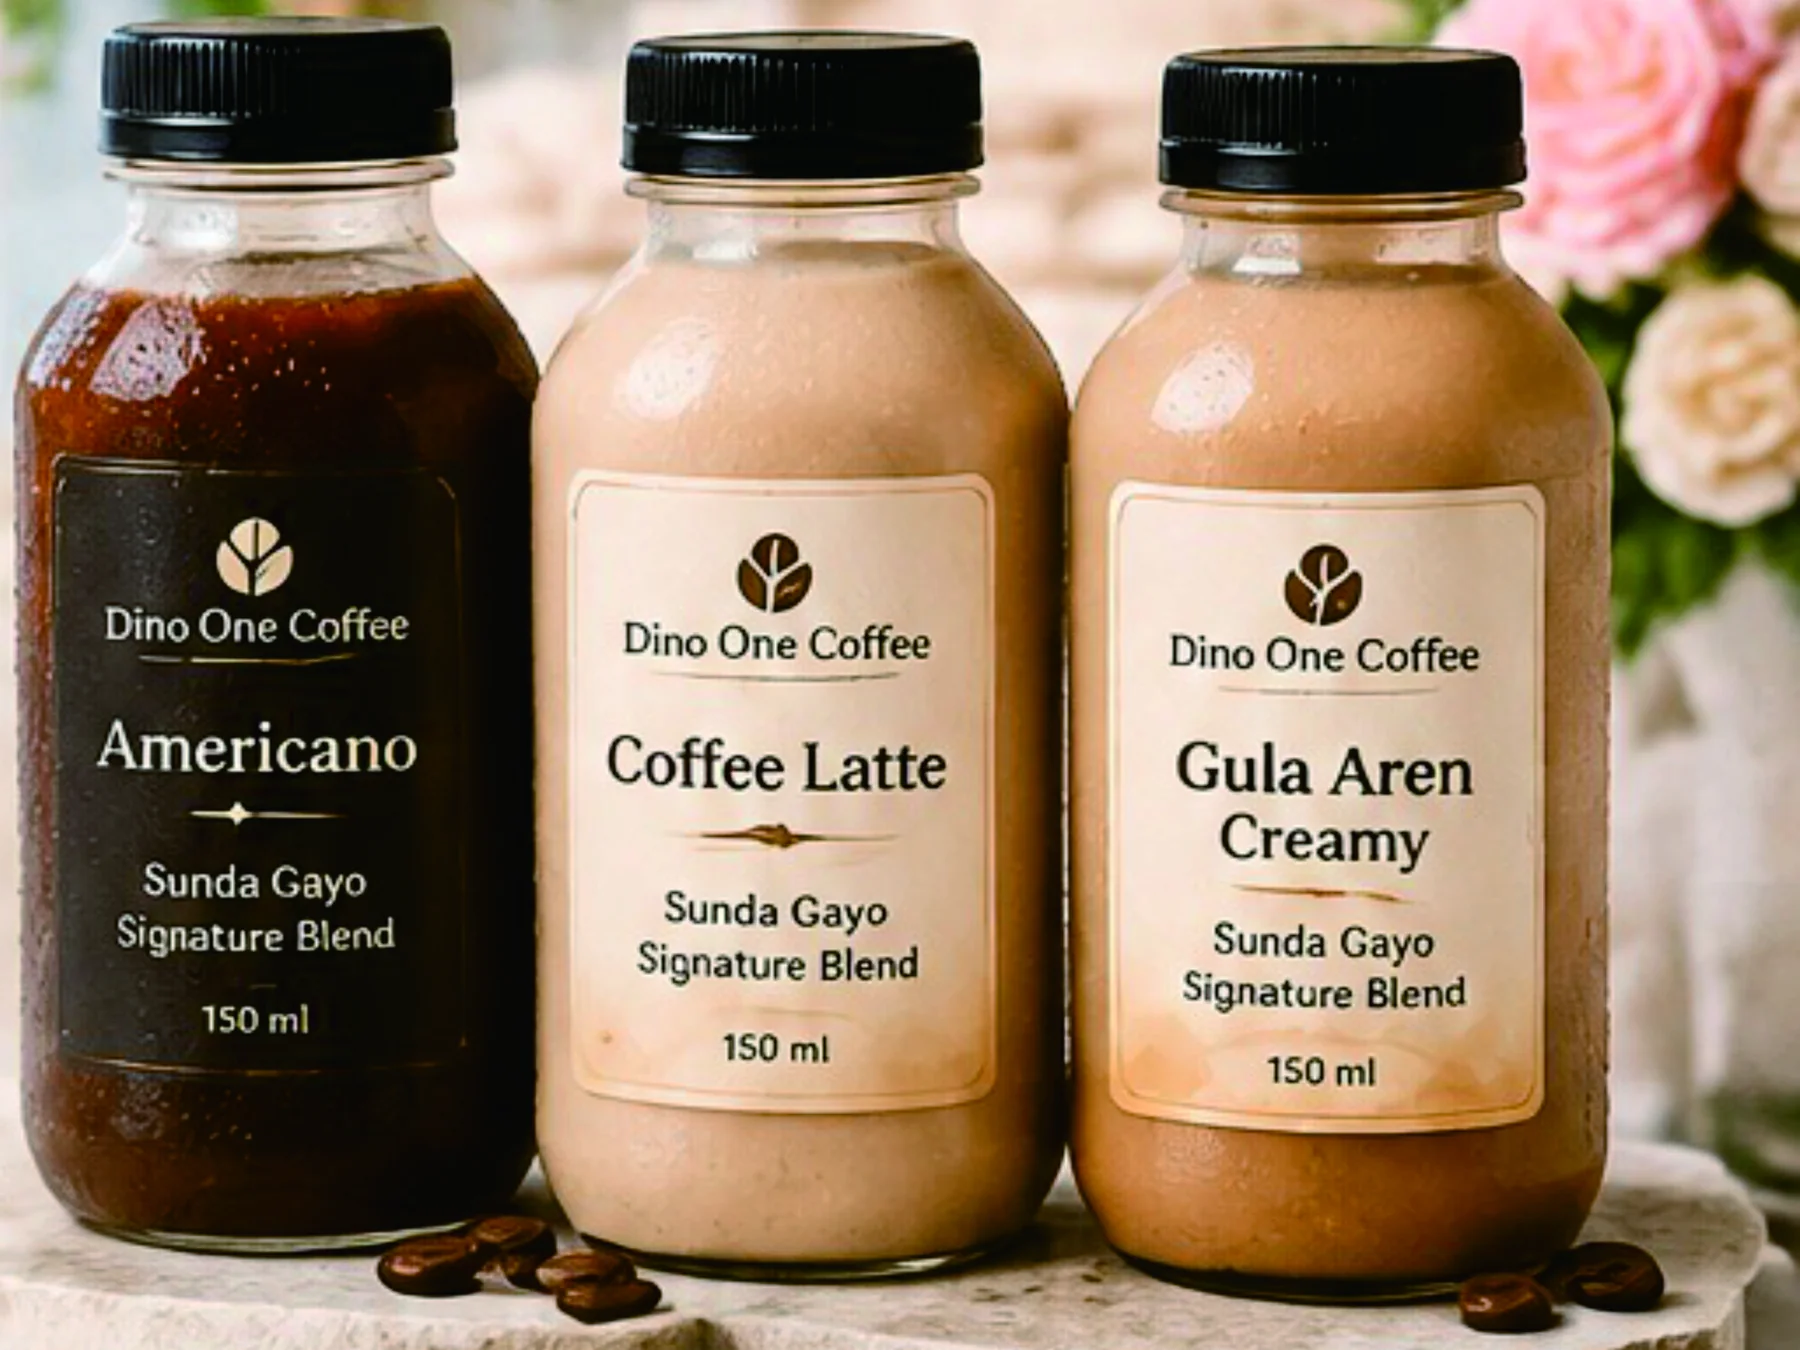 Dino One Coffee
Americano
Sunda Gayo
Signature Blend
150 ml
Dino One Coffee
Coffee Latte
Sunda Gayo
Signature Blend
150 ml
Dino One Coffee
Gula Aren
Creamy
Sunda Gayo
Signature Blend
150 ml